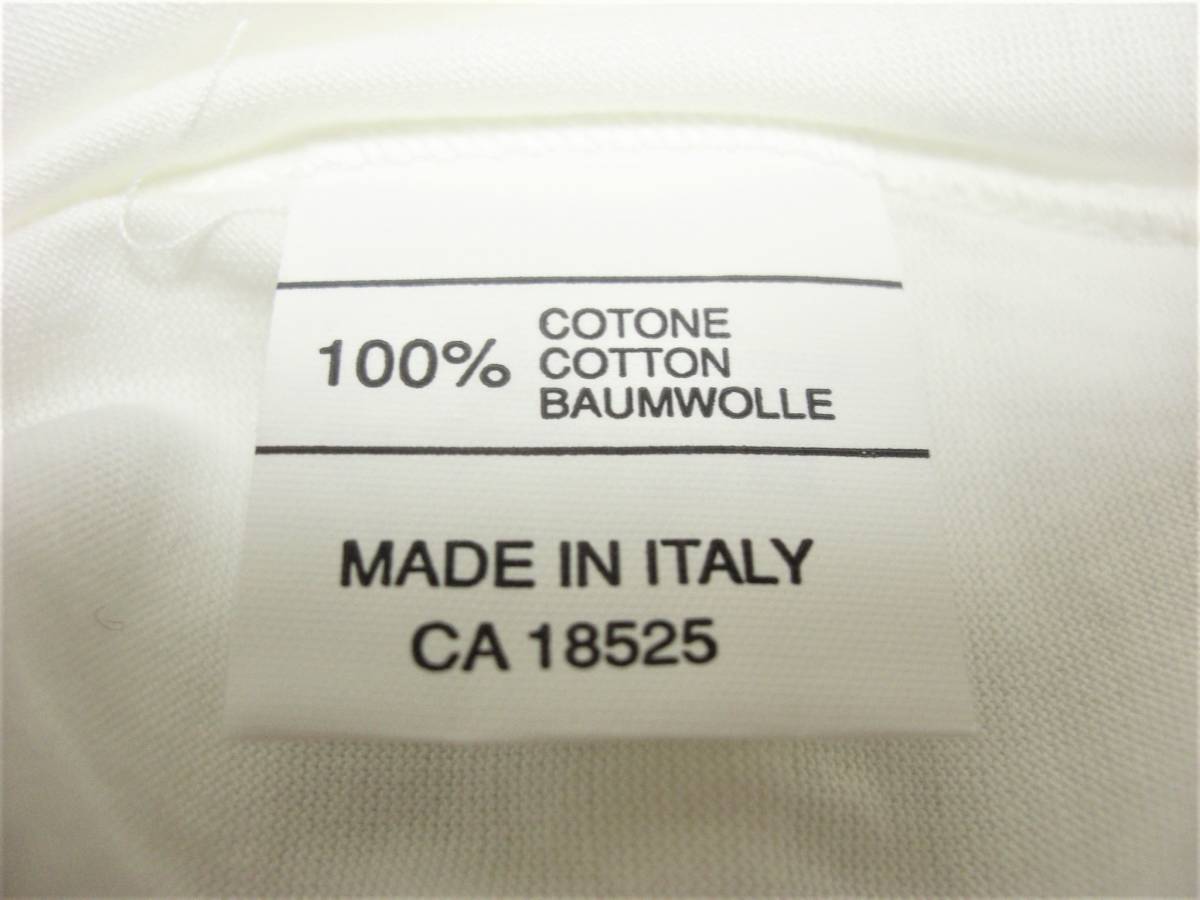 100%
COTONE
COTTON
BAUMWOLLE
MADE IN ITALY
CA 18525